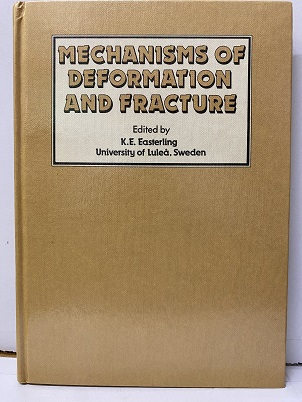 MECHANISMS OF
DEFORMATION
AND FRACTURE
Edited by
K.E. Easterling
University of Luleå, Sweden